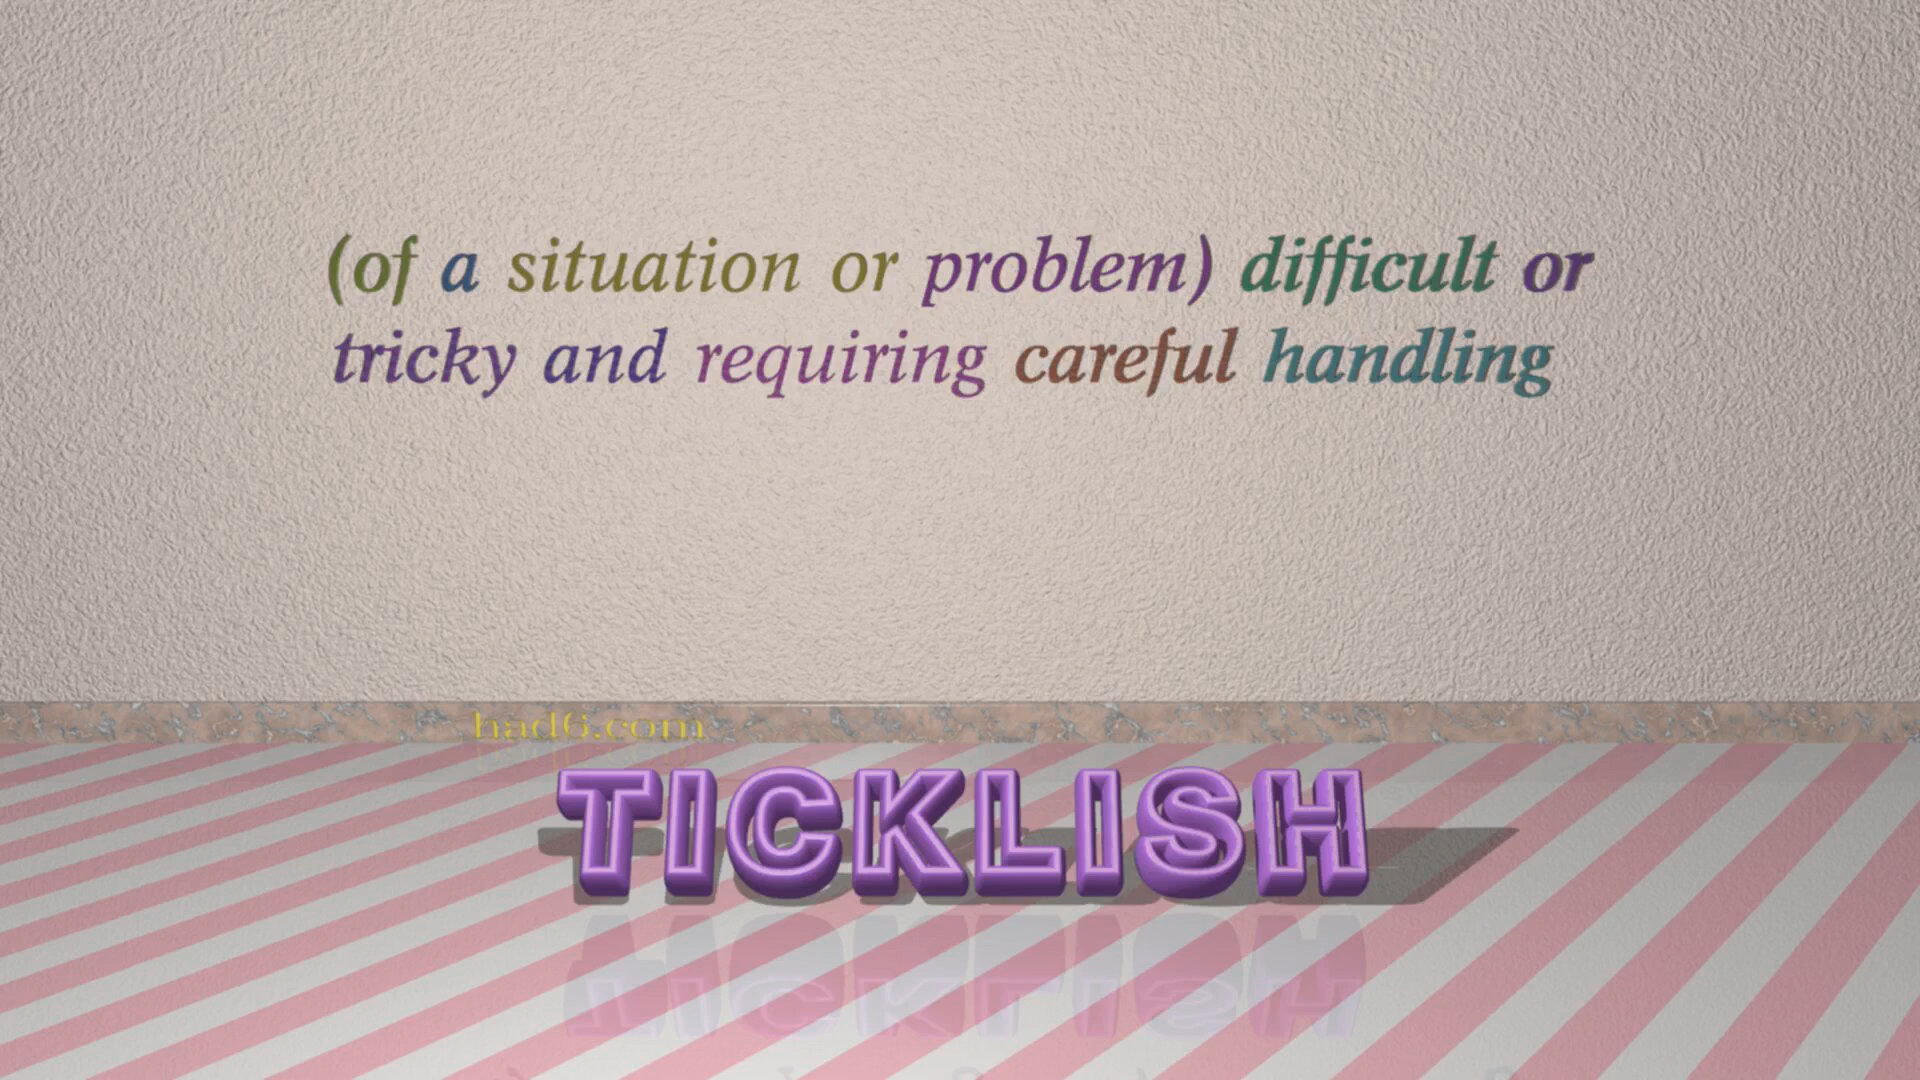 (of a situation or problem) difficult or
tricky and requiring careful handling
had6.com
TICKLISH